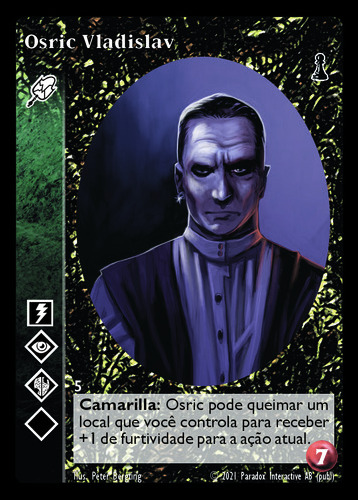 Osric Vladislav
5
Camarilla: Osric pode queimar um
local que você controla para receber
+1 de furtividade para a ação atual.
7
Ilus. Peter Bergting
© 2021 Paradox Interactive AB (publ)